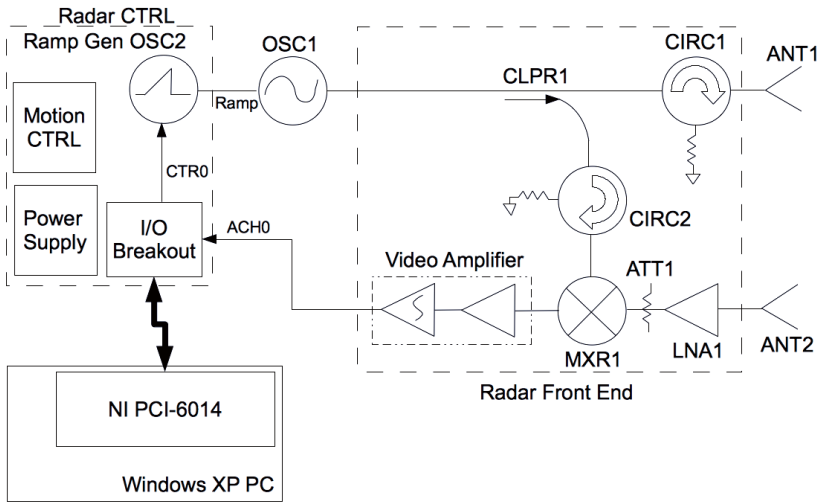 Radar CTRL
Ramp Gen OSC2
OSC1
CIRC1
ANT1
CLPR1
Ramp
Motion
CTRL
CTR0
Power
Supply
I/O
Breakout
ACH0
CIRC2
Video Amplifier
ATT1
MXR1
LNA1
ANT2
Radar Front End
NI PCI-6014
Windows XP PC